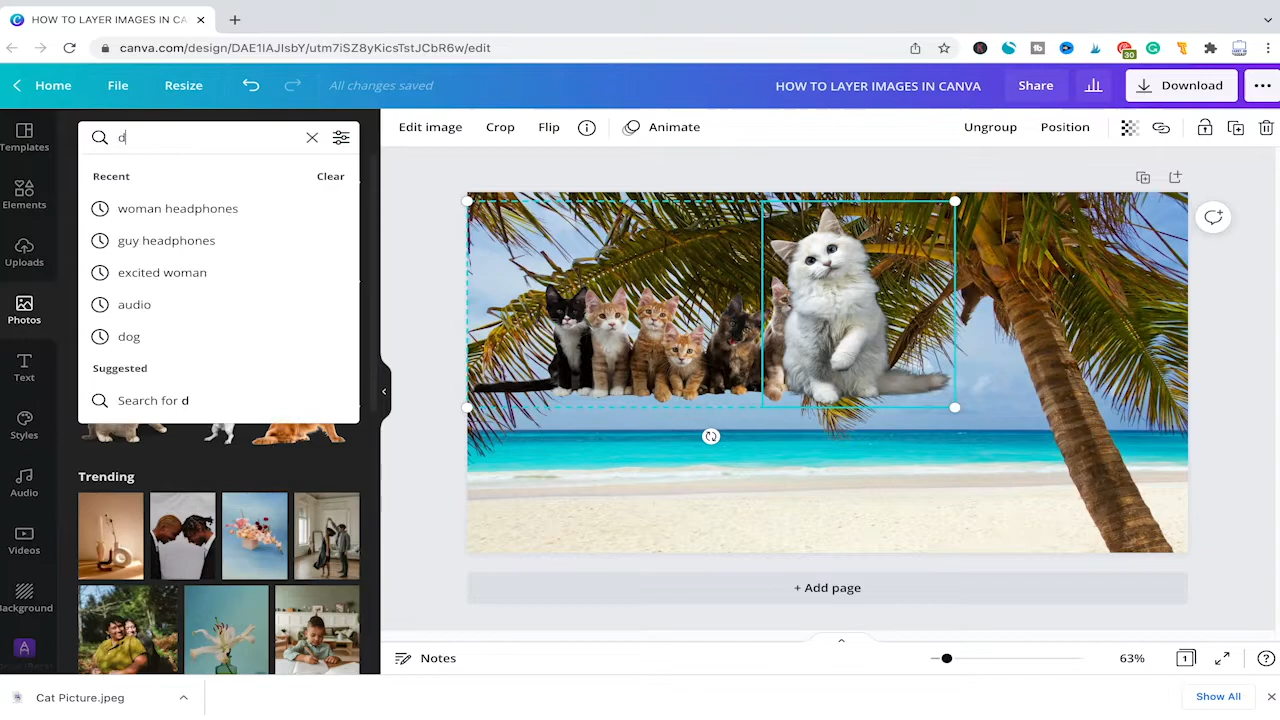 HOW TO LAYER IMAGES IN CA
canva.com/design/DAE1lAJlsbY/utm7iSZ8yKicsTstJCbR6w/edit
30
Home
File
Resize
All changes saved
HOW TO LAYER IMAGES IN CANVA
Share
Download
Templates
Elements
Uploads
Photos
Text
Styles
Audio
Videos
Background
d
Recent
Clear
woman headphones
guy headphones
excited woman
audio
dog
Suggested
Search for d
Trending
Edit image
Crop
Flip
Animate
Ungroup
Position
+ Add page
Notes
63%
1
Cat Picture.jpeg
Show All